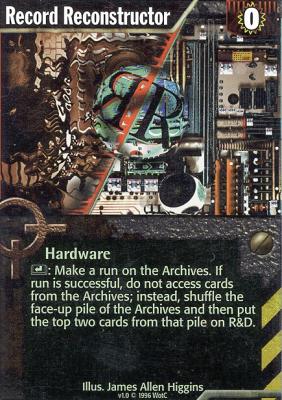 Record Reconstructor
0
Hardware
: Make a run on the Archives. If
run is successful, do not access cards
from the Archives; instead, shuffle the
face-up pile of the Archives and then put
the top two cards from that pile on R&D.
Illus. James Allen Higgins
v1.0 © 1996 WotC